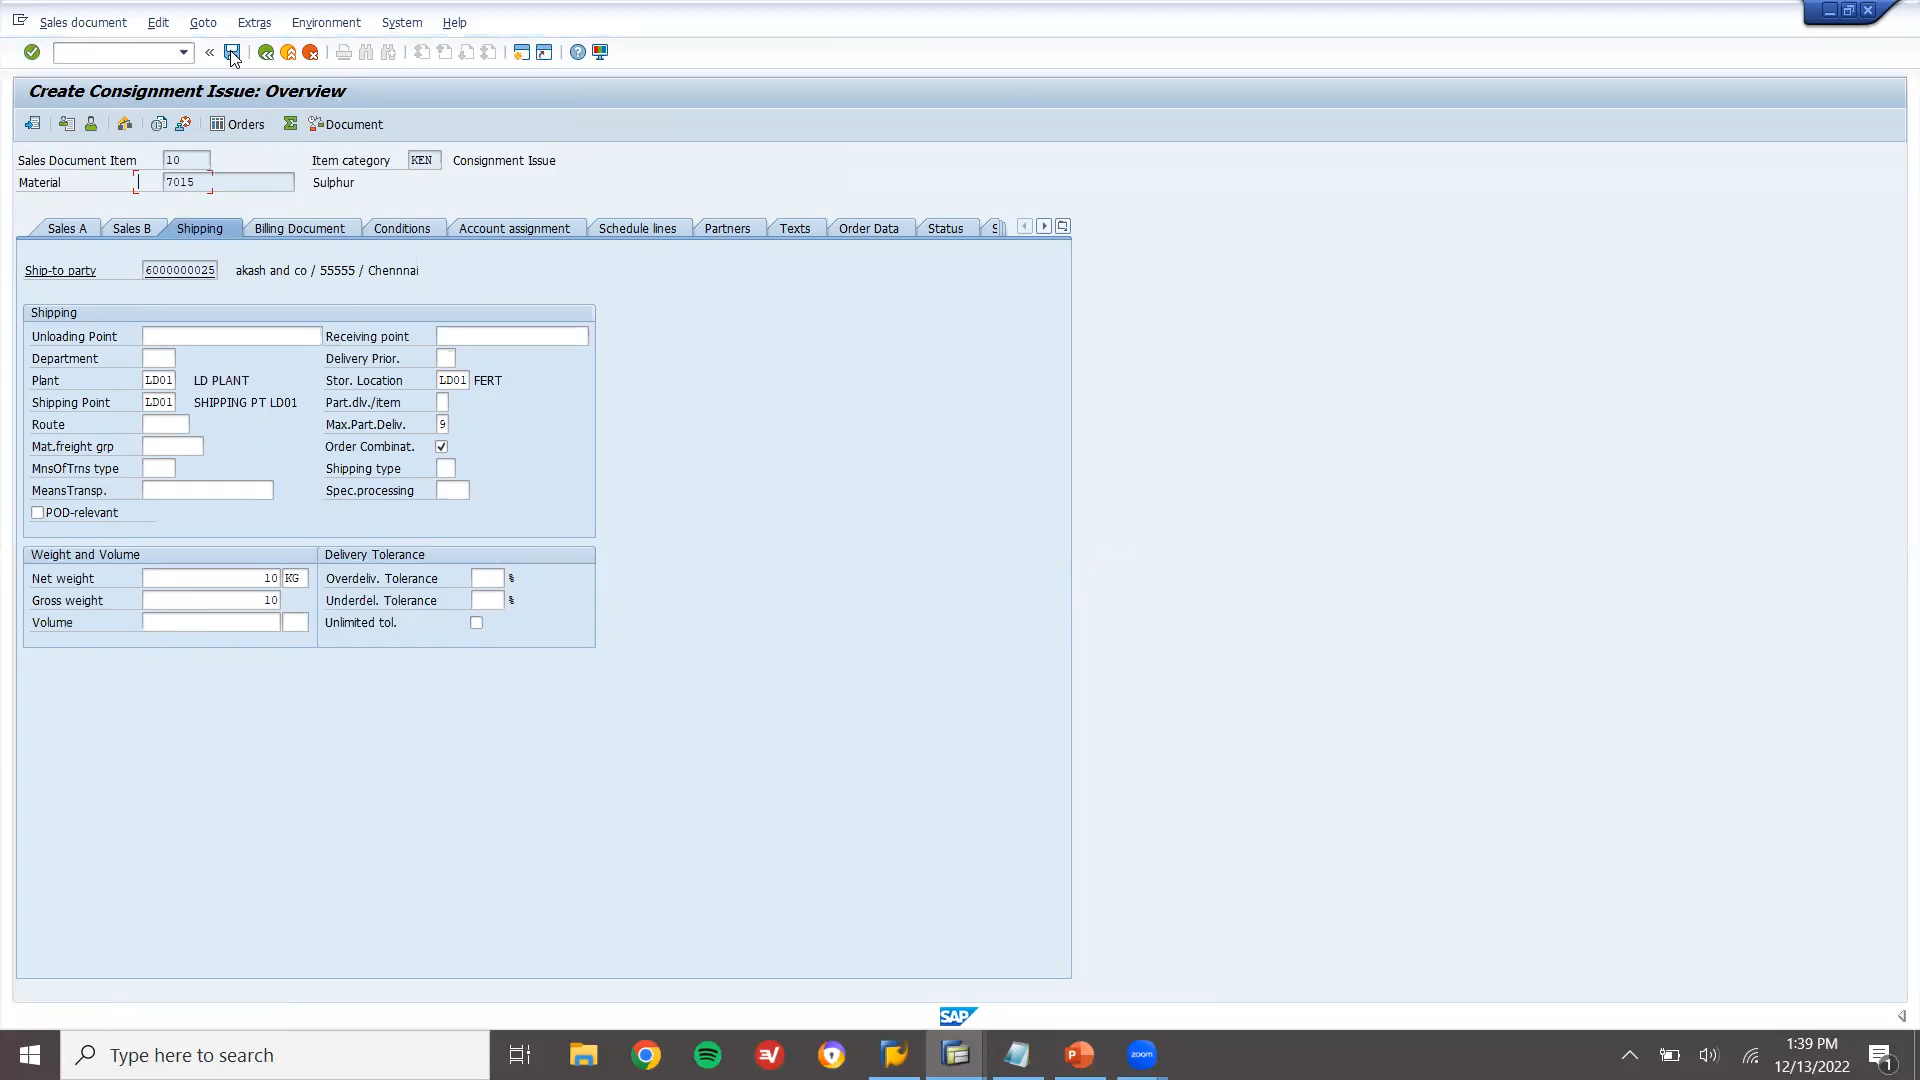 Sales document Edit Goto Extras Environment System Help
Create Consignment Issue: Overview
Orders Document
Sales Document Item 10 Item category KEN Consignment Issue
Material 7015 Sulphur
Sales A Sales B Shipping Billing Document Conditions Account assignment Schedule lines Partners Texts Order Data Status S
Ship-to party 6000000025 akash and co / 55555 / Chennnai
Shipping
Unloading Point Receiving point
Department Delivery Prior.
Plant LD01 LD PLANT Stor. Location LD01 FERT
Shipping Point LD01 SHIPPING PT LD01 Part.dlv./item
Route Max.Part.Deliv. 9
Mat.freight grp Order Combinat.
MnsOfTrns type Shipping type
MeansTransp. Spec.processing
POD-relevant
Weight and Volume Delivery Tolerance
Net weight 10 KG Overdeliv. Tolerance %
Gross weight 10 Underdel. Tolerance %
Volume Unlimited tol.
SAP
Type here to search
zoom
1:39 PM
12/13/2022
1